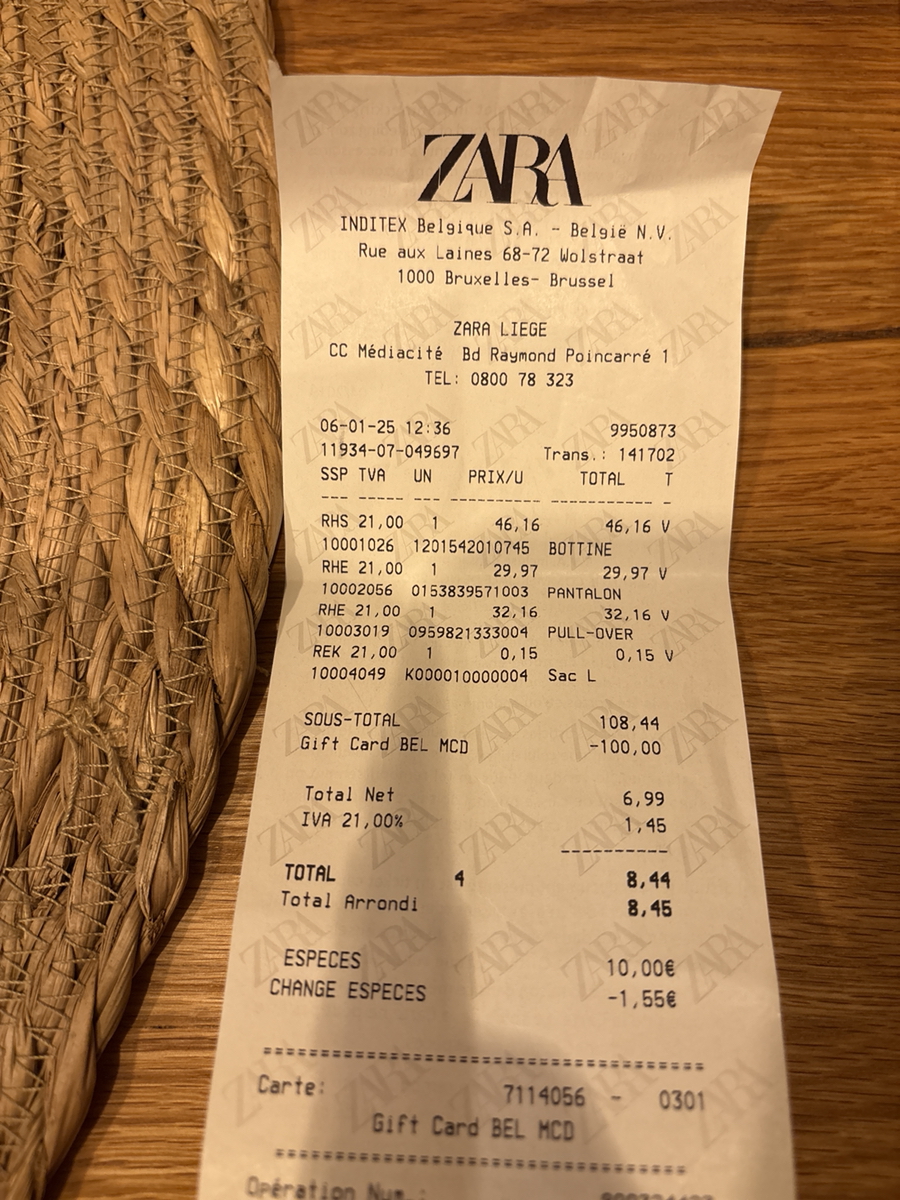 ZARA
INDITEX Belgique S.A. - België N.V.
Rue aux Laines 68-72 Wolstraat
1000 Bruxelles- Brussel
ZARA LIEGE
CC Médiacité Bd Raymond Poincarré 1
TEL: 0800 78 323
06-01-25 12:36 9950873
11934-07-049697 Trans.: 141702
SSP TVA UN PRIX/U TOTAL T
--- ----- --- ---------- ----------- -
RHS 21,00 1 46,16 46,16 V
10001026 1201542010745 BOTTINE
RHE 21,00 1 29,97 29,97 V
10002056 0153839571003 PANTALON
RHE 21,00 1 32,16 32,16 V
10003019 0959821333004 PULL-OVER
REK 21,00 1 0,15 0,15 V
10004049 K000010000004 Sac L
SOUS-TOTAL 108,44
Gift Card BEL MCD -100,00
Total Net 6,99
IVA 21,00% 1,45
----------
TOTAL 4 8,44
Total Arrondi 8,45
ESPECES 10,00€
CHANGE ESPECES -1,55€
======================================
Carte: 7114056 - 0301
Gift Card BEL MCD
======================================
Opération Num.: